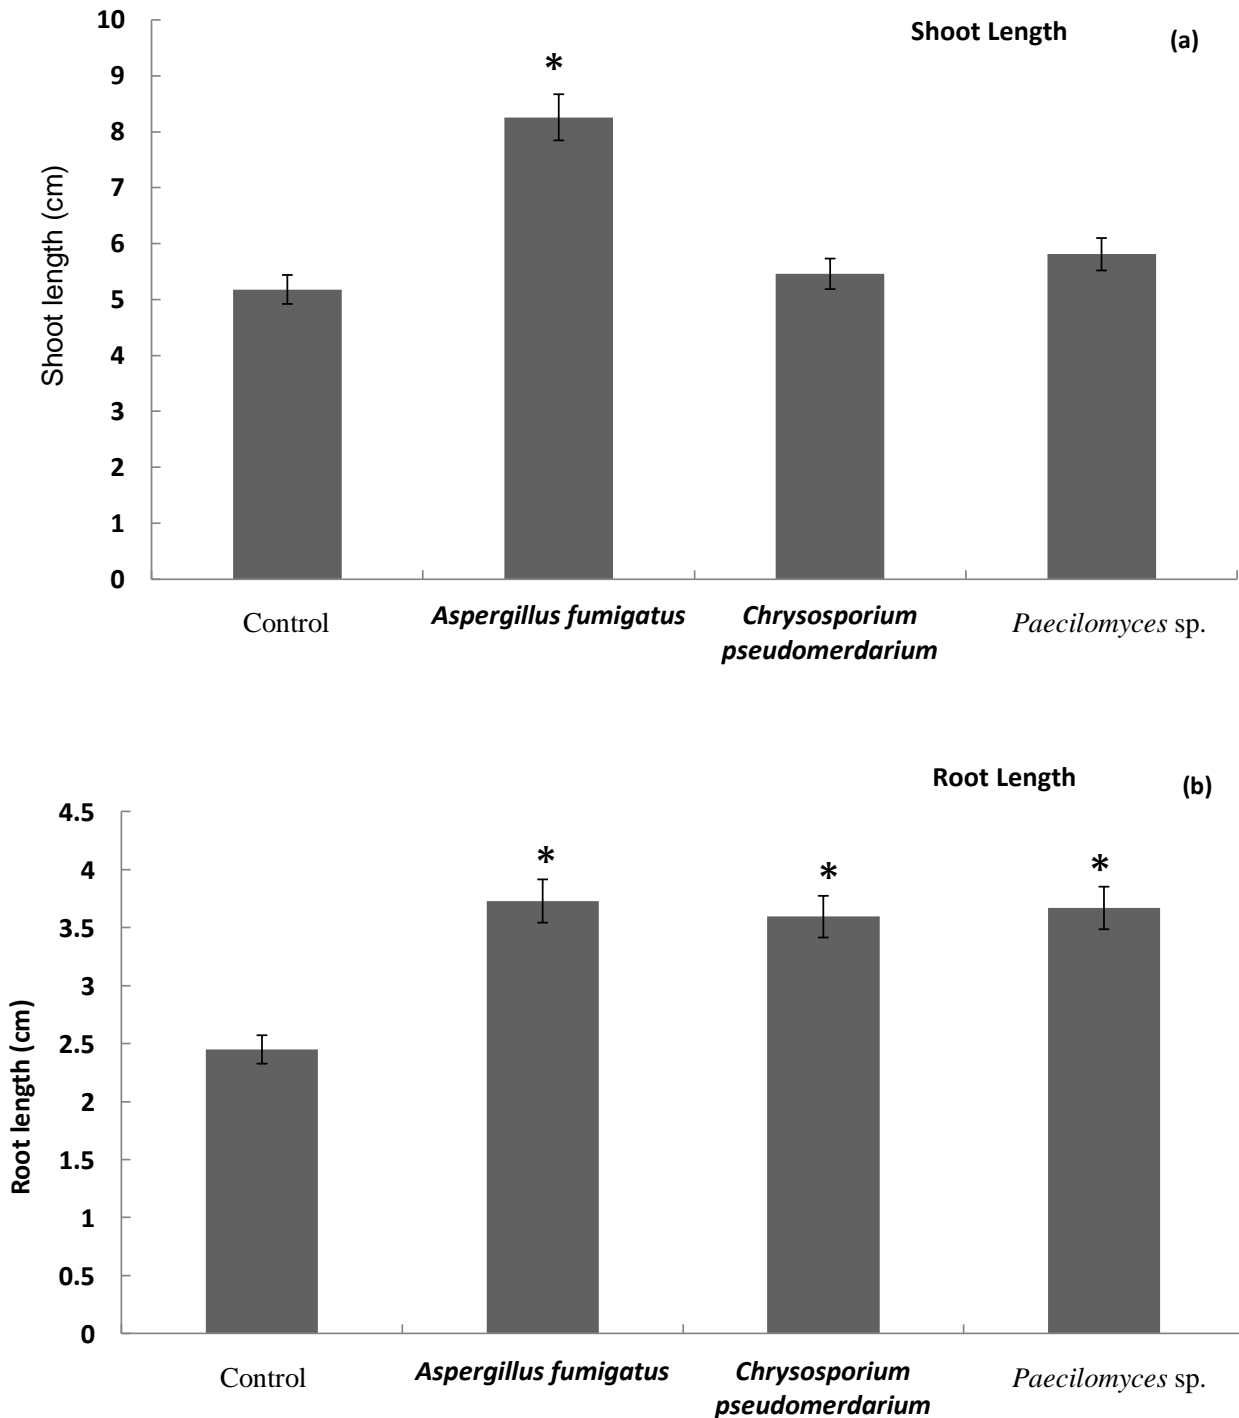 Shoot Length
(a)
10
9
8
7
6
5
4
3
2
1
0
Shoot length (cm)
*
Control
Aspergillus fumigatus
Chrysosporium
pseudomerdarium
Paecilomyces sp.
Root Length
(b)
4.5
4
3.5
3
2.5
2
1.5
1
0.5
0
Root length (cm)
*
*
*
Control
Aspergillus fumigatus
Chrysosporium
pseudomerdarium
Paecilomyces sp.